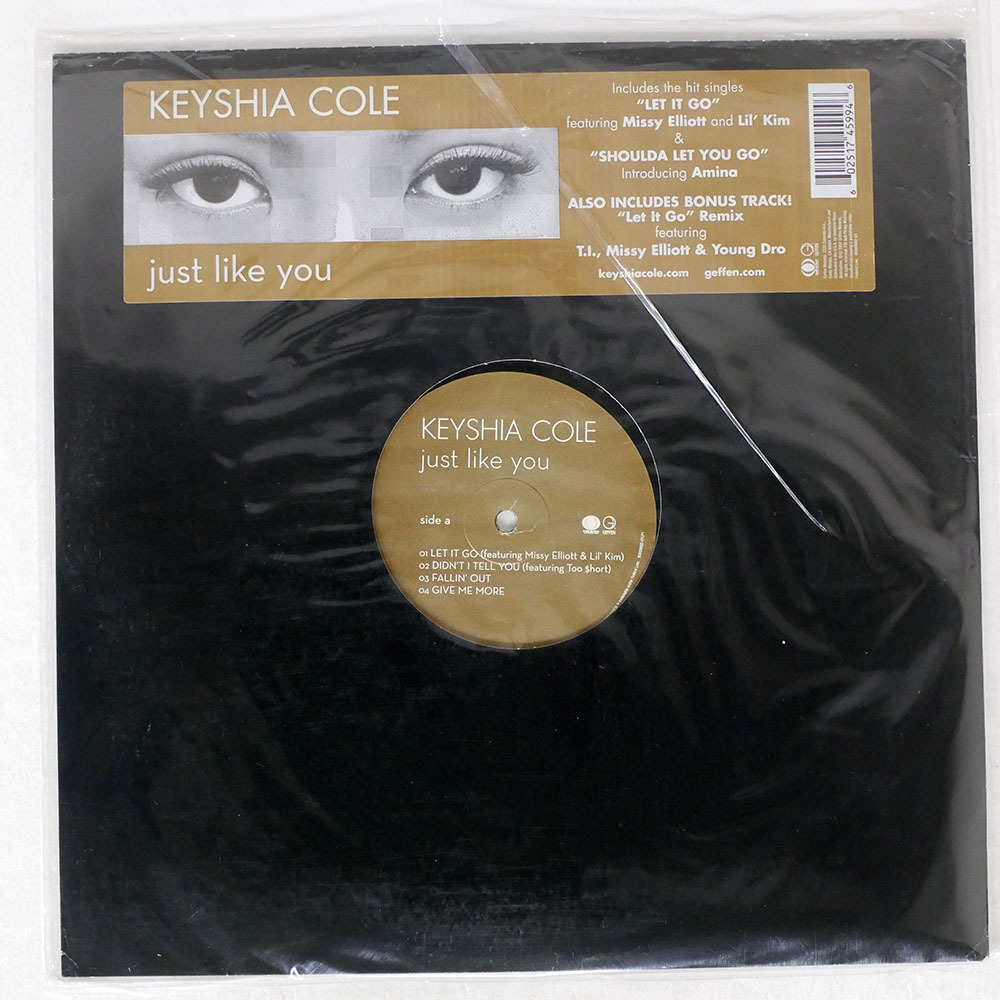 KEYSHIA COLE
just like you
Includes the hit singles
“LET IT GO”
featuring Missy Elliott and Lil’ Kim
&
“SHOULDA LET YOU GO”
Introducing Amina
ALSO INCLUDES BONUS TRACK!
“Let It Go” Remix
featuring
T.I., Missy Elliott & Young Dro
keyshiacole.com geffen.com
6 02517 45994 6
KEYSHIA COLE
just like you
side a
GEFFEN
01 LET IT GO (featuring Missy Elliott & Lil’ Kim)
02 DIDN’T I TELL YOU (featuring Too $hort)
03 FALLIN’ OUT
04 GIVE ME MORE